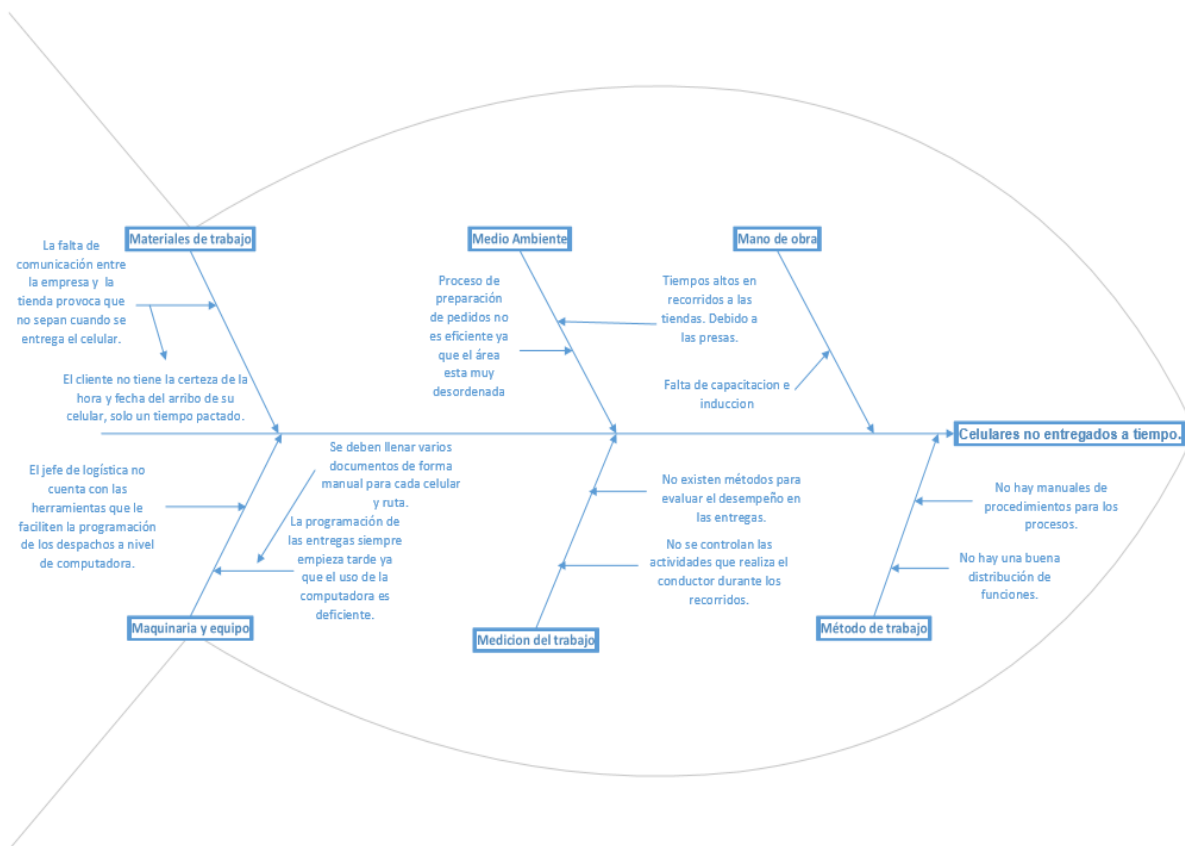 Materiales de trabajo
La falta de
comunicación entre
la empresa y la
tienda provoca que
no sepan cuando se
entrega el celular.
El cliente no tiene la certeza de la
hora y fecha del arribo de su
celular, solo un tiempo pactado.
Medio Ambiente
Proceso de
preparación
de pedidos no
es eficiente ya
que el área
esta muy
desordenada
Tiempos altos en
recorridos a las
tiendas. Debido a
las presas.
Mano de obra
Falta de capacitacion e
induccion
Celulares no entregados a tiempo.
El jefe de logística no
cuenta con las
herramientas que le
faciliten la programación
de los despachos a nivel
de computadora.
Se deben llenar varios
documentos de forma
manual para cada celular
y ruta.
La programación de
las entregas siempre
empieza tarde ya
que el uso de la
computadora es
deficiente.
Maquinaria y equipo
No existen métodos para
evaluar el desempeño en
las entregas.
No se controlan las
actividades que realiza el
conductor durante los
recorridos.
Medicion del trabajo
No hay manuales de
procedimientos para los
procesos.
No hay una buena
distribución de
funciones.
Método de trabajo